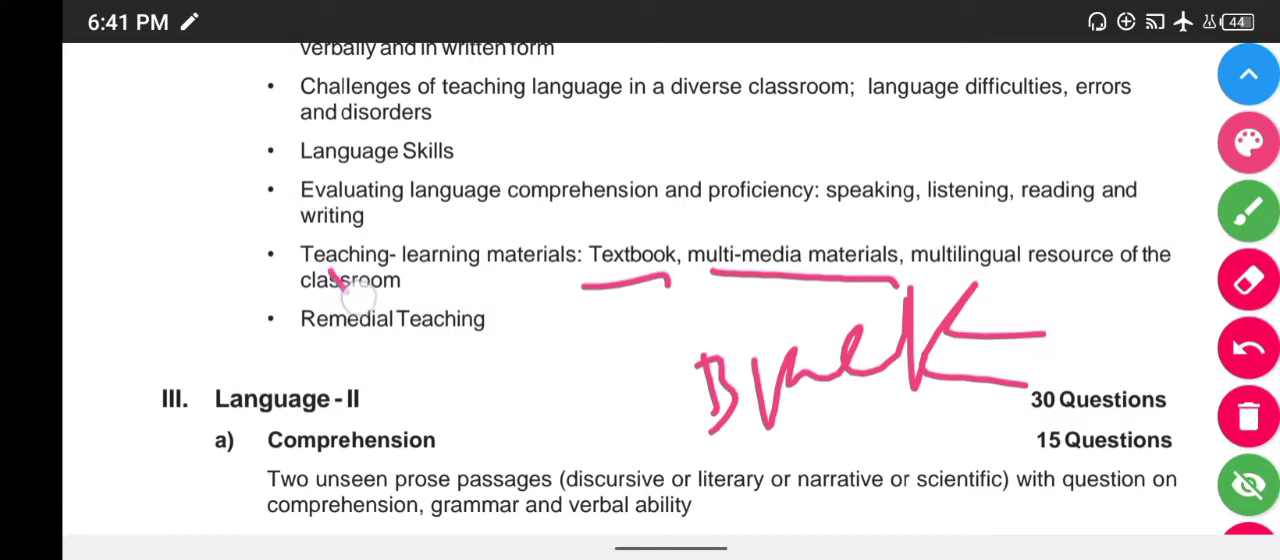 6:41 PM
44
verbally and in written form
• Challenges of teaching language in a diverse classroom; language difficulties, errors
and disorders
• Language Skills
• Evaluating language comprehension and proficiency: speaking, listening, reading and
writing
• Teaching- learning materials: Textbook, multi-media materials, multilingual resource of the
classroom
• Remedial Teaching
III. Language - II 30 Questions
a) Comprehension 15 Questions
Two unseen prose passages (discursive or literary or narrative or scientific) with question on
comprehension, grammar and verbal ability